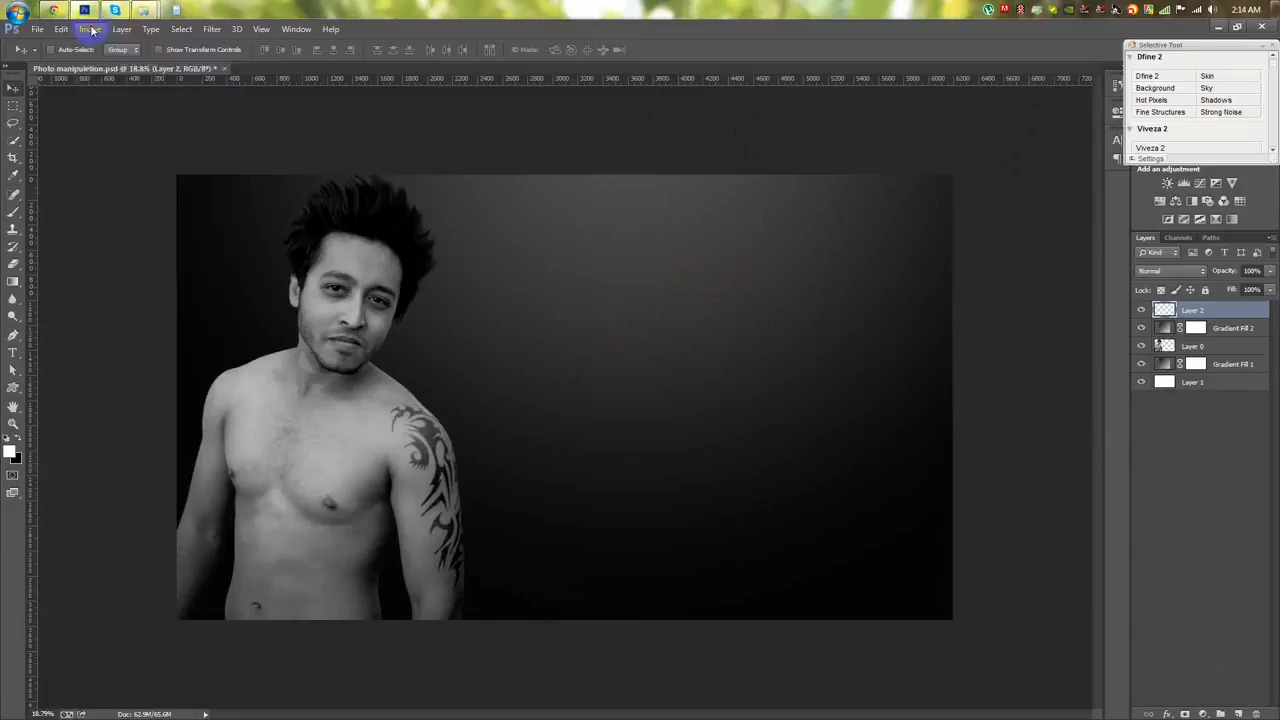 Ps File Edit Image Layer Type Select Filter 3D View Window Help
Auto-Select: Group Show Transform Controls 3D Mode:
Selective Tool
Photo manipuletion.psd @ 18.8% (Layer 2, RGB/8*) *
Dfine 2
Dfine 2 Skin
Background Sky
Hot Pixels Shadows
Fine Structures Strong Noise
Viveza 2
Viveza 2
Settings
Add an adjustment
Layers Channels Paths
Kind
Normal Opacity: 100%
Lock: Fill: 100%
Layer 2
Gradient Fill 2
Layer 0
Gradient Fill 1
Layer 1
18.79% Doc: 62.9M/65.6M
2:14 AM